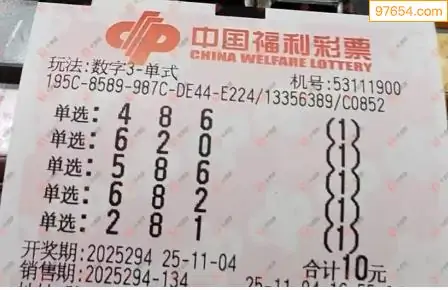 97654.com
中国福利彩票
CHINA WELFARE LOTTERY
玩法:数字3-单式 机号:53111900
195C-8589-987C-DE44-E224/13356389/C0852
单选: 4 8 6 (1)
单选: 6 2 0 (1)
单选: 5 8 6 (1)
单选: 6 8 2 (1)
单选: 2 8 1 (1)
开奖期:2025294 25-11-04 合计10元
销售期:2025294-134